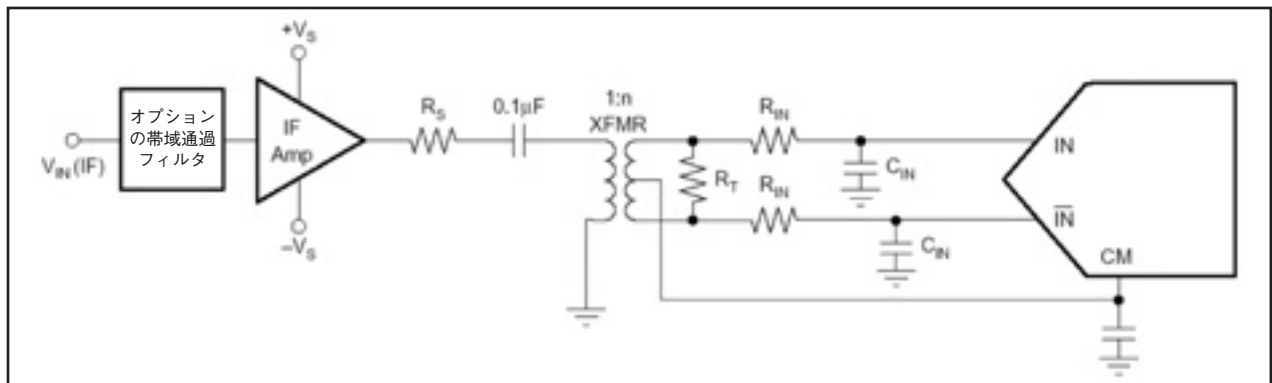 +V_S
オプション
の帯域通過
フィルタ
V_IN(IF)
IF
Amp
–V_S
R_S
0.1μF
1:n
XFMR
R_T
R_IN
C_IN
R_IN
C_IN
IN
I̅N̅
CM